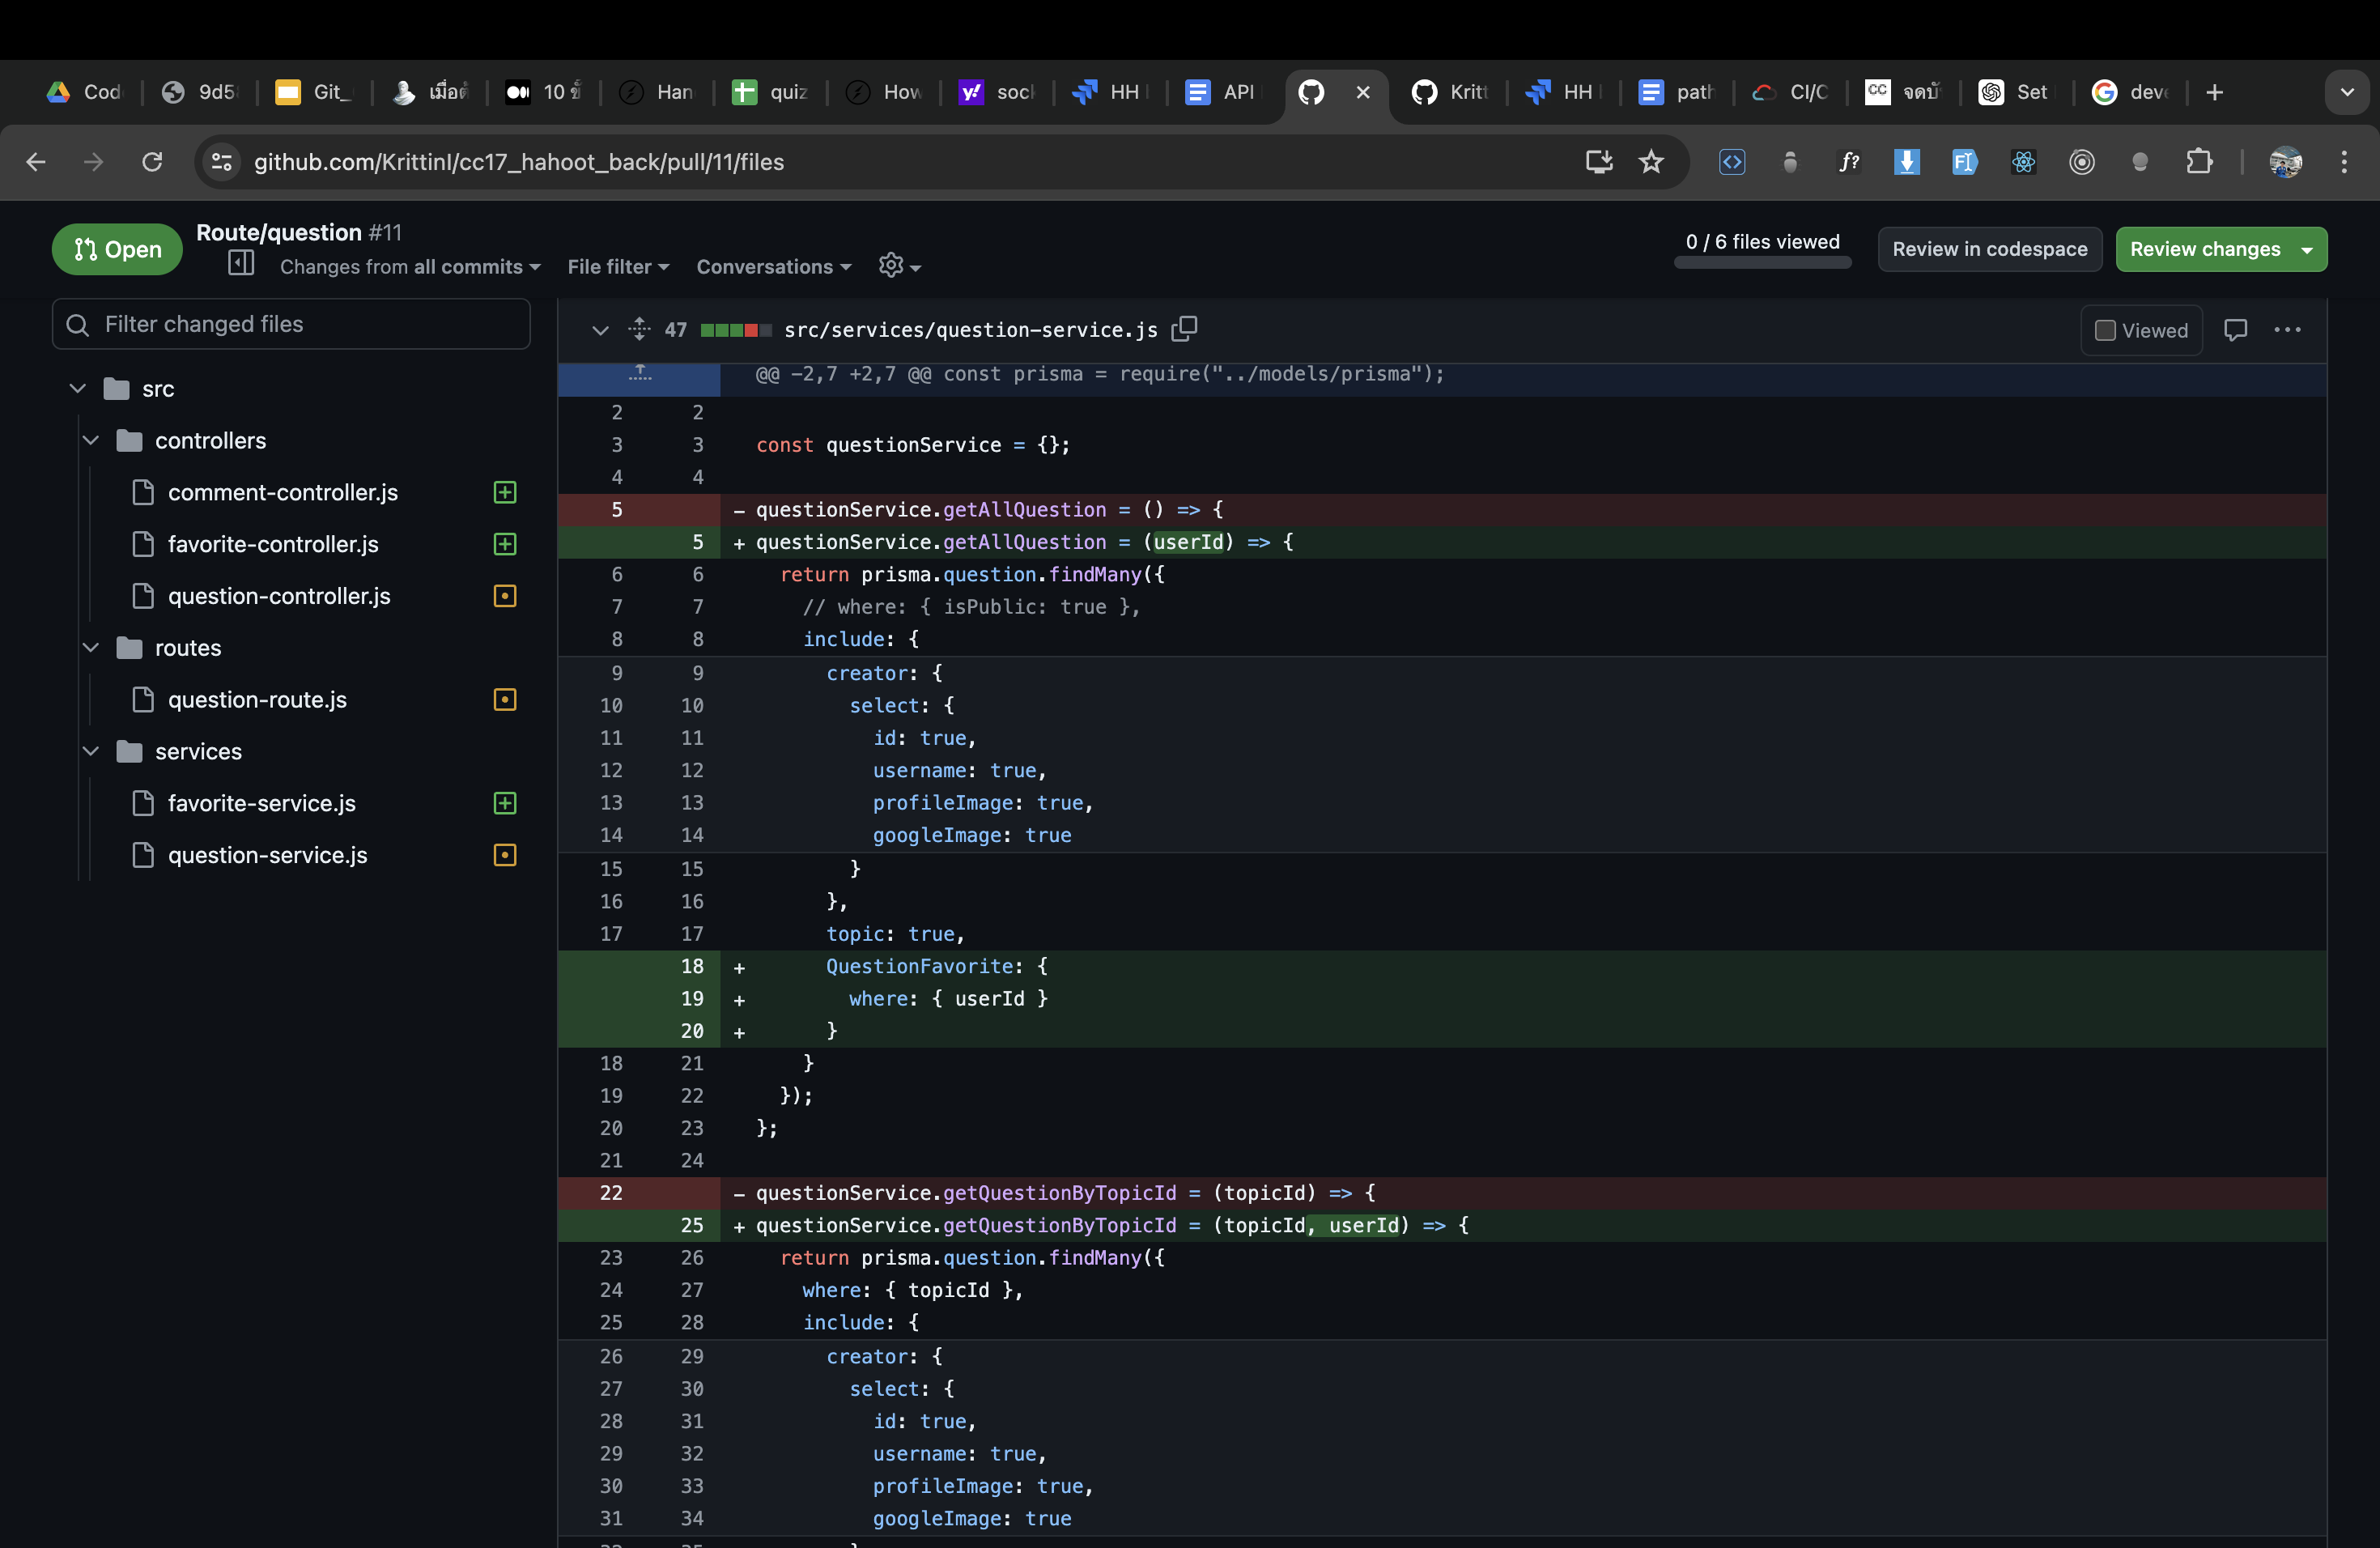 Cod
9d5
Git_
เมื่อ
10
Han
quiz
How
sock
HH
API
Kritt
HH
path
CI/C
CC
จดบั
Set
deve
github.com/KrittinI/cc17_hahoot_back/pull/11/files
Open
Route/question #11
Changes from all commits
File filter
Conversations
0 / 6 files viewed
Review in codespace
Review changes
Filter changed files
src
controllers
comment-controller.js
favorite-controller.js
question-controller.js
routes
question-route.js
services
favorite-service.js
question-service.js
47 src/services/question-service.js
Viewed
@@ -2,7 +2,7 @@ const prisma = require("../models/prisma");
2 2
3 3 const questionService = {};
4 4
5 - questionService.getAllQuestion = () => {
5 + questionService.getAllQuestion = (userId) => {
6 6 return prisma.question.findMany({
7 7 // where: { isPublic: true },
8 8 include: {
9 9 creator: {
10 10 select: {
11 11 id: true,
12 12 username: true,
13 13 profileImage: true,
14 14 googleImage: true
15 15 }
16 16 },
17 17 topic: true,
18 + QuestionFavorite: {
19 + where: { userId }
20 + }
18 21 }
19 22 });
20 23 };
21 24
22 - questionService.getQuestionByTopicId = (topicId) => {
25 + questionService.getQuestionByTopicId = (topicId, userId) => {
23 26 return prisma.question.findMany({
24 27 where: { topicId },
25 28 include: {
26 29 creator: {
27 30 select: {
28 31 id: true,
29 32 username: true,
30 33 profileImage: true,
31 34 googleImage: true